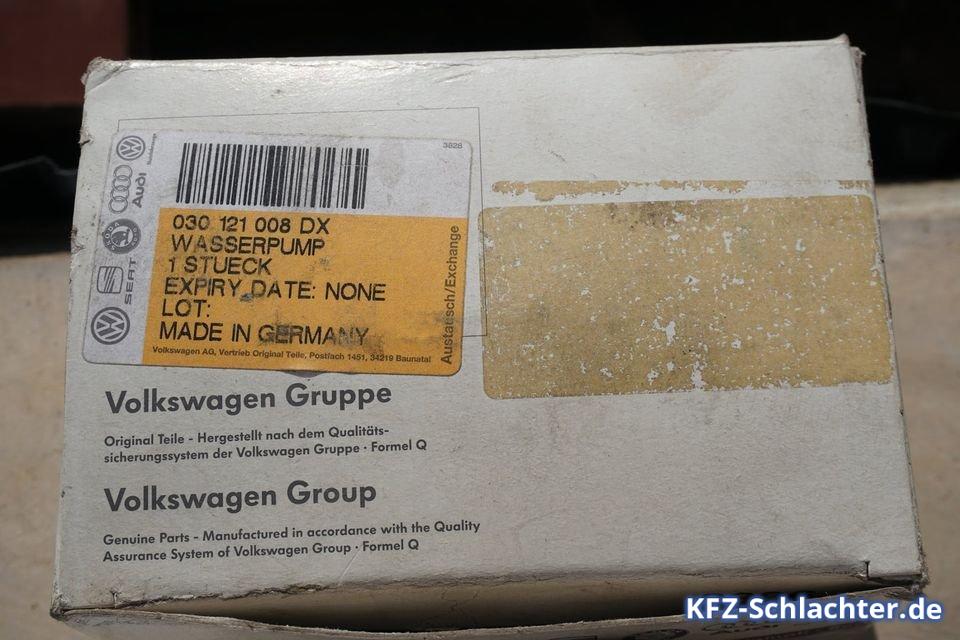 3828
Audi
SKODA
SEAT
030 121 008 DX
WASSERPUMP
1 STUECK
EXPIRY DATE: NONE
LOT:
MADE IN GERMANY
Volkswagen AG, Vertrieb Original Teile, Postfach 1451, 34219 Baunatal
Austausch/Exchange
Volkswagen Gruppe
Original Teile - Hergestellt nach dem Qualitäts-
sicherungssystem der Volkswagen Gruppe · Formel Q
Volkswagen Group
Genuine Parts - Manufactured in accordance with the Quality
Assurance System of Volkswagen Group · Formel Q
KFZ-Schlachter.de